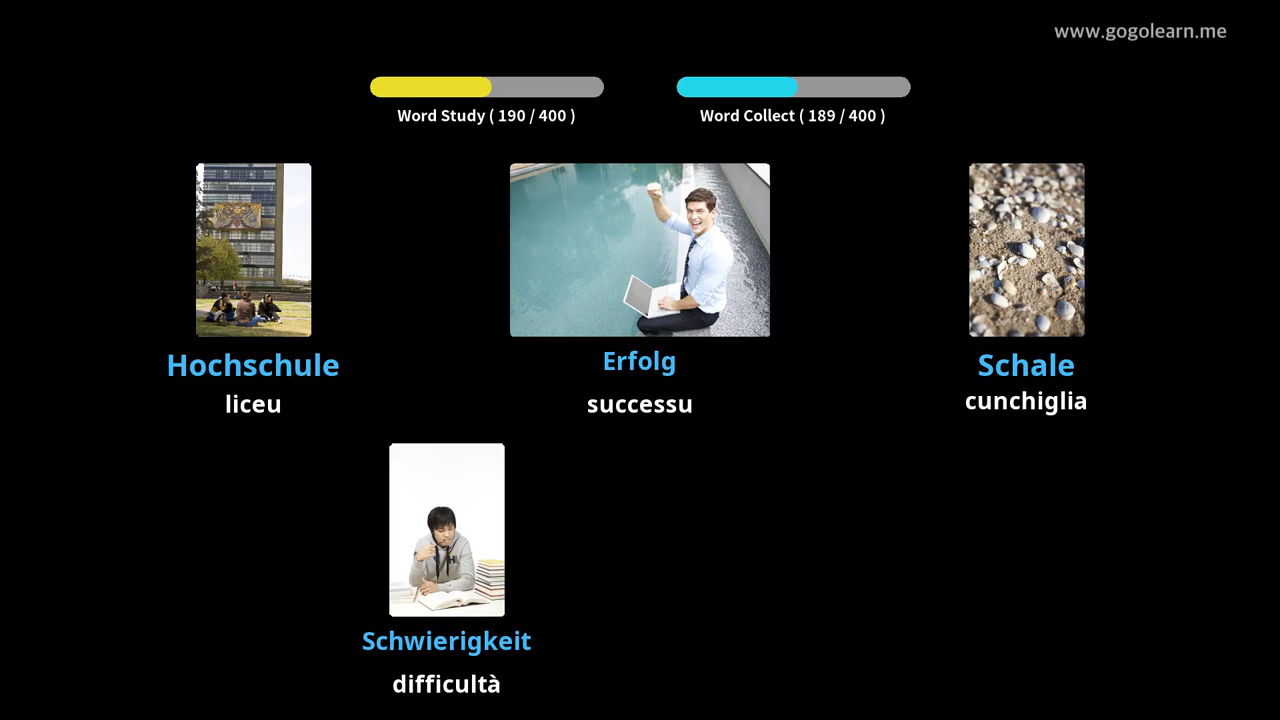 www.gogolearn.me
Word Study ( 190 / 400 )
Word Collect ( 189 / 400 )
Hochschule
liceu
Erfolg
successu
Schale
cunchiglia
Schwierigkeit
difficultà